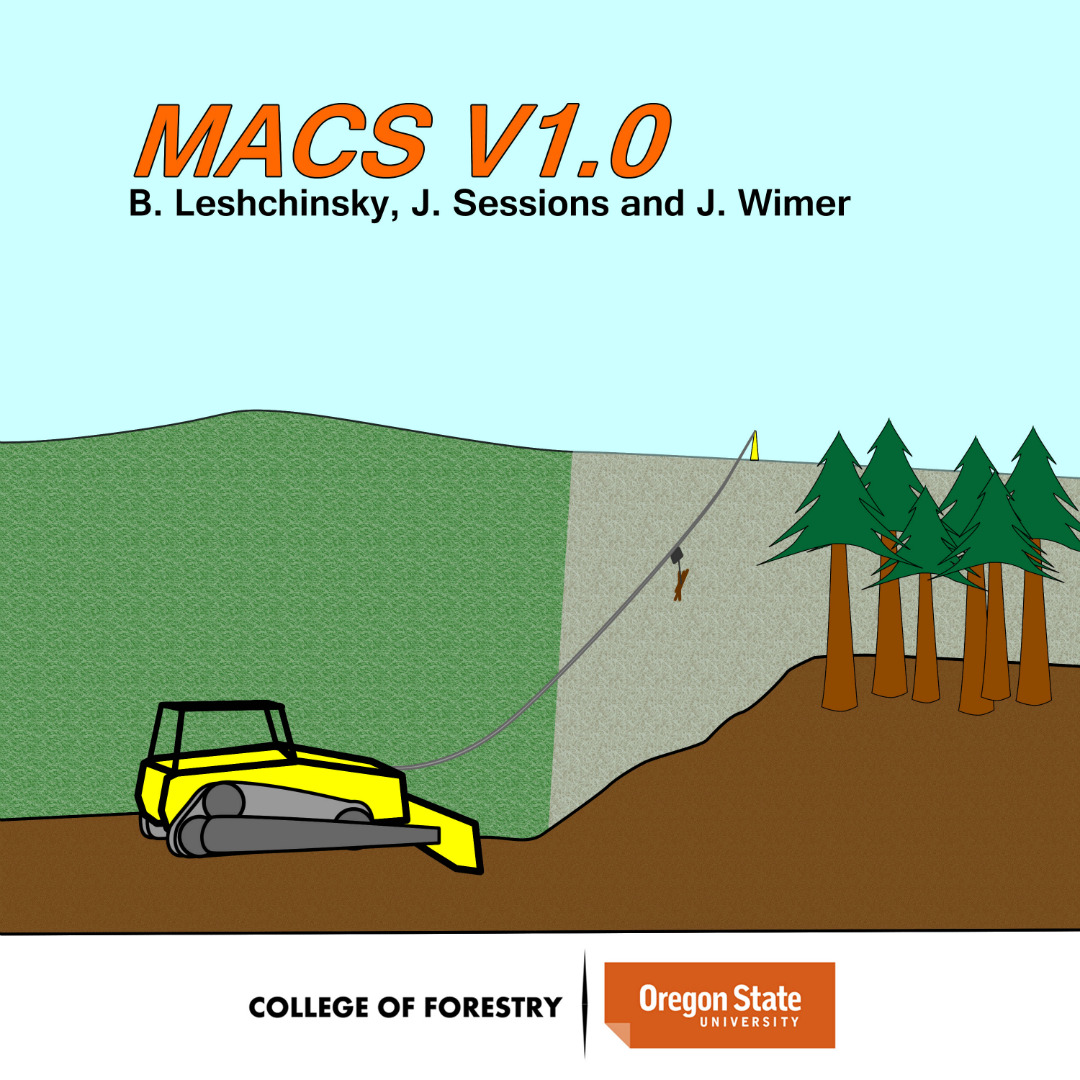 MACS V1.0
B. Leshchinsky, J. Sessions and J. Wimer
COLLEGE OF FORESTRY
Oregon State
UNIVERSITY